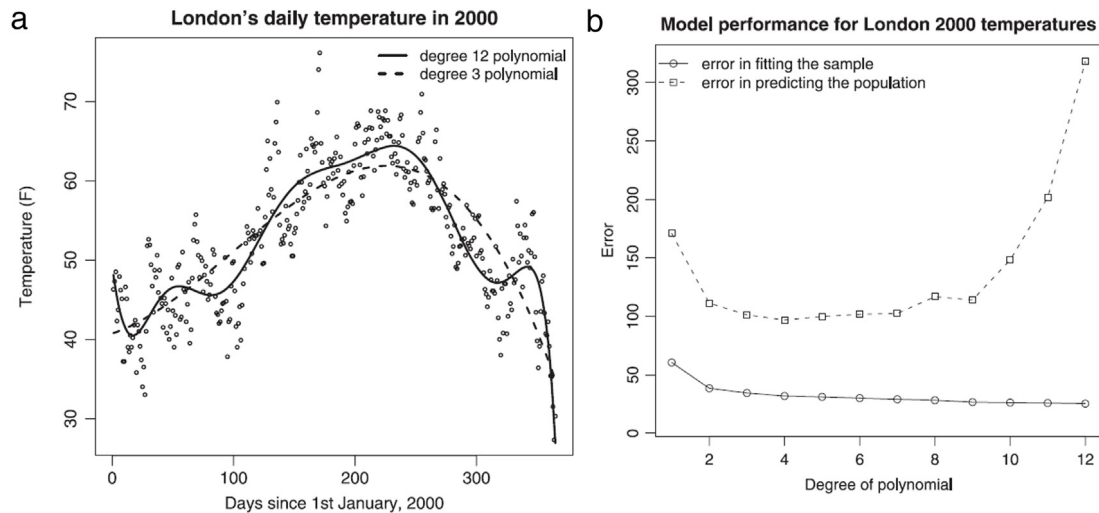 a
London's daily temperature in 2000
degree 12 polynomial
degree 3 polynomial
70
60
50
40
30
Temperature (F)
0 100 200 300
Days since 1st January, 2000
b
Model performance for London 2000 temperatures
error in fitting the sample
error in predicting the population
300
250
200
150
100
50
0
Error
2 4 6 8 10 12
Degree of polynomial